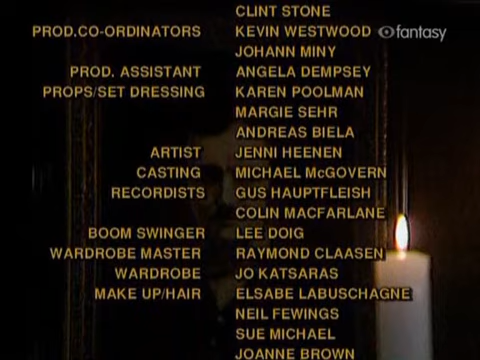 CLINT STONE
PROD.CO-ORDINATORS KEVIN WESTWOOD fantasy
JOHANN MINY
PROD. ASSISTANT ANGELA DEMPSEY
PROPS/SET DRESSING KAREN POOLMAN
MARGIE SEHR
ANDREAS BIELA
ARTIST JENNI HEENEN
CASTING MICHAEL McGOVERN
RECORDISTS GUS HAUPTFLEISH
COLIN MACFARLANE
BOOM SWINGER LEE DOIG
WARDROBE MASTER RAYMOND CLAASEN
WARDROBE JO KATSARAS
MAKE UP/HAIR ELSABE LABUSCHAGNE
NEIL FEWINGS
SUE MICHAEL
JOANNE BROWN